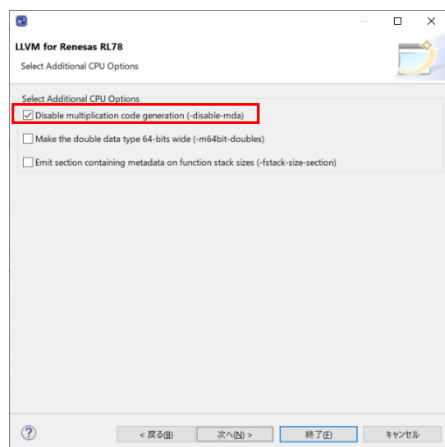 LLVM for Renesas RL78
Select Additional CPU Options
Select Additional CPU Options
Disable multiplication code generation (-disable-mda)
Make the double data type 64-bits wide (-m64bit-doubles)
Emit section containing metadata on function stack sizes (-fstack-size-section)
? < 戻る(B) 次へ(N) > 終了(F) キャンセル